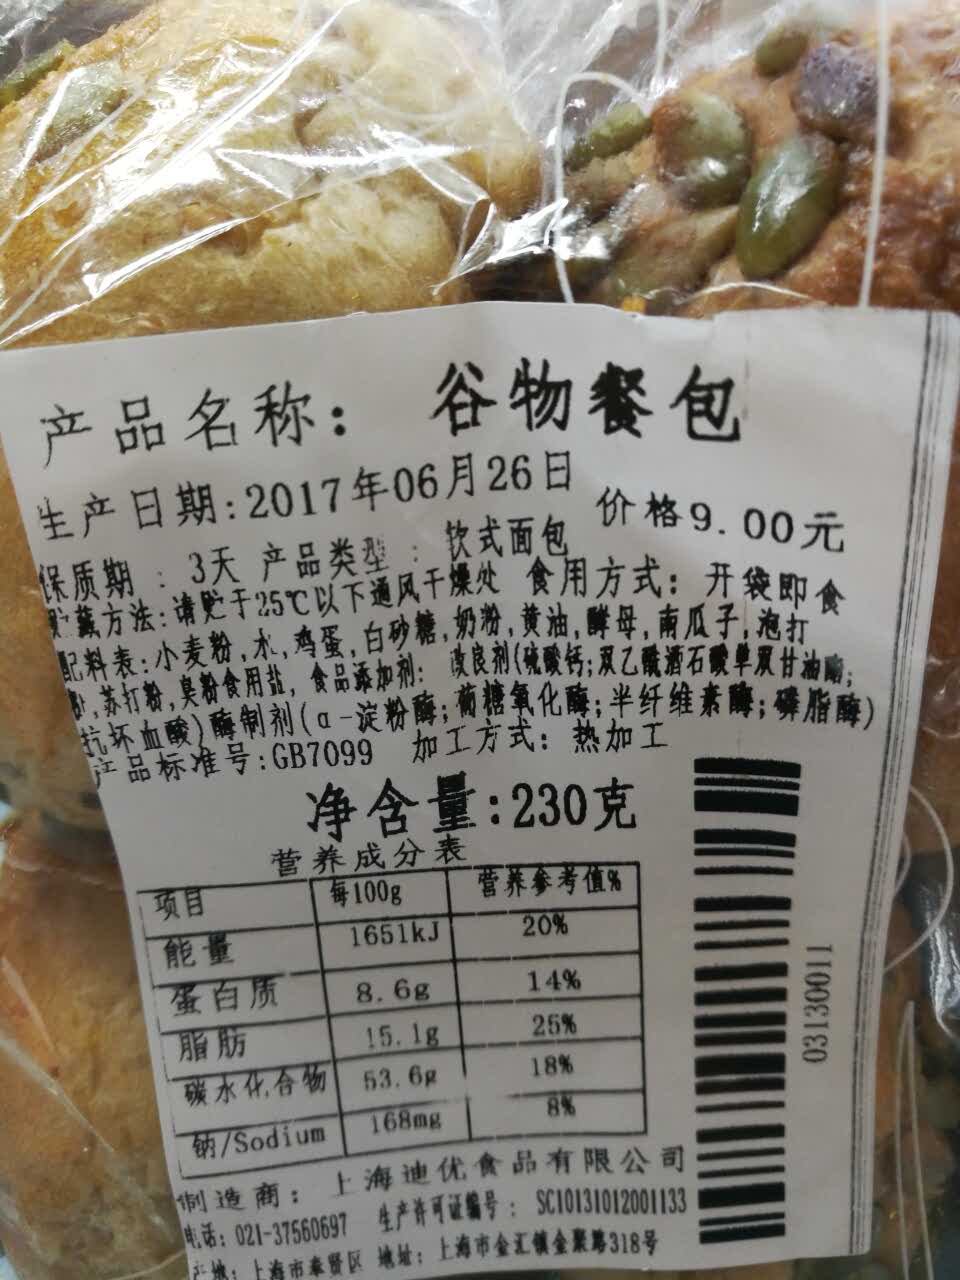 产品名称: 谷物餐包
生产日期:2017年06月26日
价格9.00元
保质期 : 3天 产品类型 : 软式面包
贮藏方法:请贮于25℃以下通风干燥处 食用方式: 开袋即食
配料表:小麦粉,水,鸡蛋,白砂糖,奶粉,黄油,酵母,南瓜子,泡打
粉,苏打粉,臭粉食用盐, 食品添加剂: 改良剂(硫酸钙;双乙酰酒石酸单双甘油酯;
抗坏血酸)酶制剂(α-淀粉酶;葡糖氧化酶;半纤维素酶;磷脂酶)
产品标准号:GB7099 加工方式: 热加工
净含量:230克
营养成分表
项目 每100g 营养参考值%
能量 1651kJ 20%
蛋白质 8.6g 14%
脂肪 15.1g 25%
碳水化合物 53.6g 18%
钠/Sodium 168mg 8%
03130011
制造商: 上海迪优食品有限公司
电话: 021-37560697 生产许可证编号: SC10131012001133
产地: 上海市奉贤区 地址: 上海市金汇镇金聚路318号